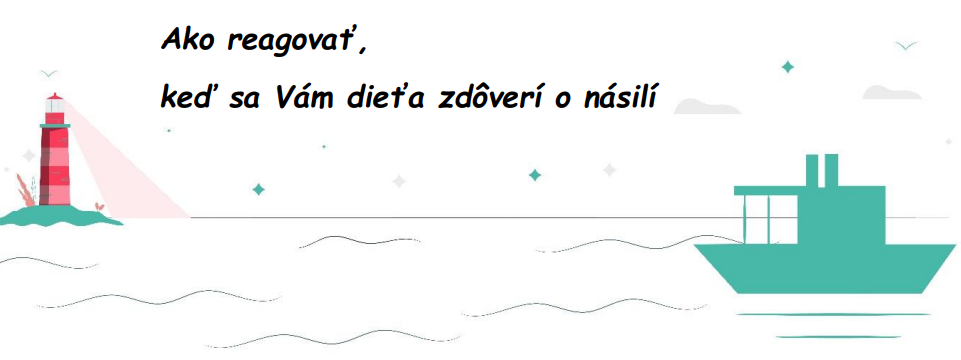 Ako reagovať,
keď sa Vám dieťa zdôverí o násilí